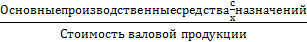 Основныепроизводственныесредства с/х назначений
Стоимость валовой продукции